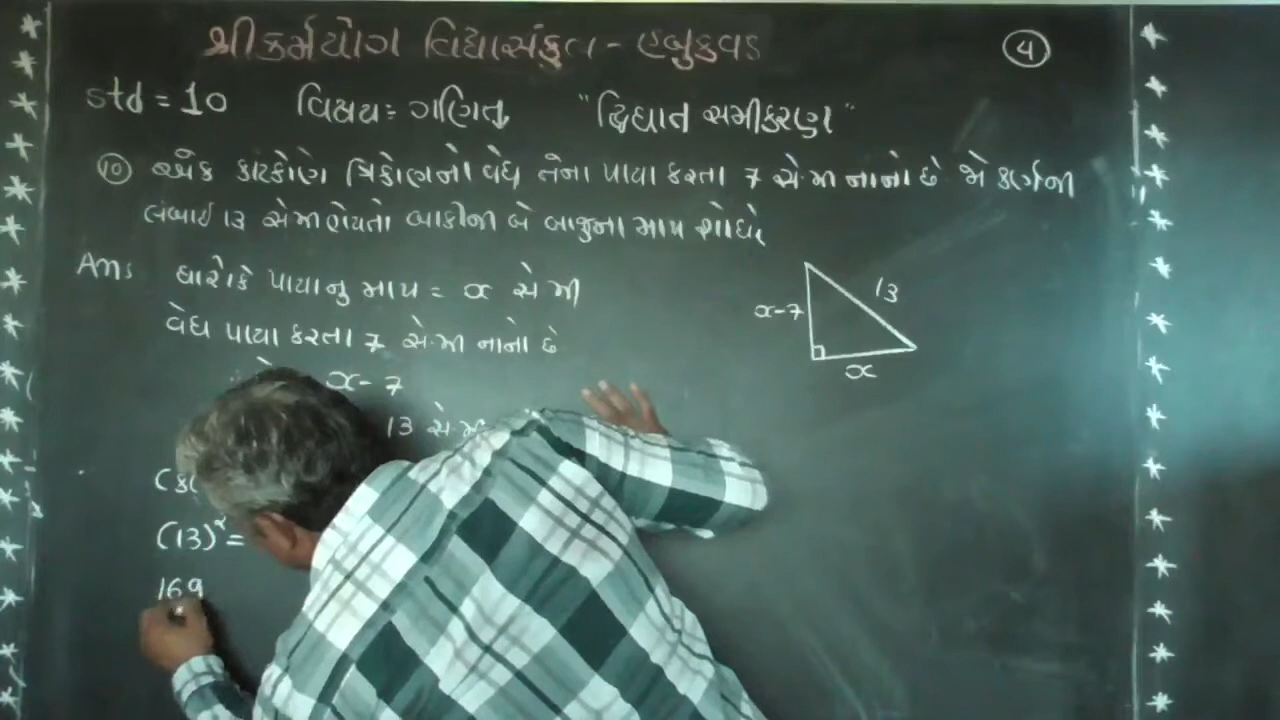 શ્રી કર્મયોગ વિદ્યાસંકુલ - હબુકવડ
4
std = 10 વિષય: ગણિત "દ્વિઘાત સમીકરણ"
10 એક કાટકોણ ત્રિકોણનો વેધ તેના પાયા કરતા 7 સે.મી નાનો છે જો કર્ણની
લંબાઈ 13 સેમી હોયતો બાકીની બે બાજુના માપ શોધો
Ans ધારોકે પાયાનુ માપ = x સે મી
વેધ પાયા કરતા 7 સે.મી નાનો છે
x - 7
13 સે.મી
(13)² =
169
x-7
13
x